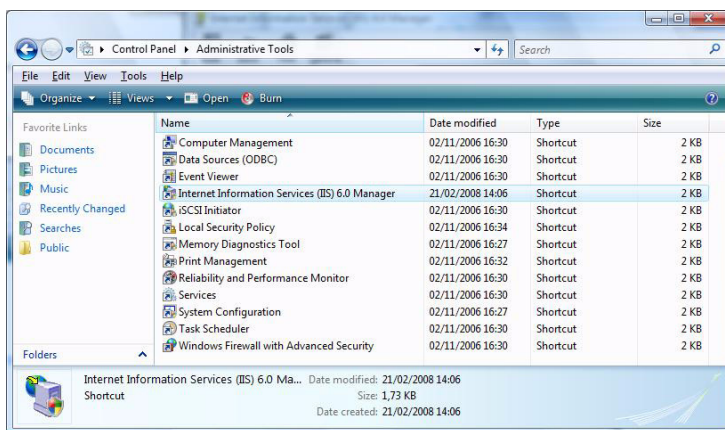 Internet Information Services (IIS) 6.0 Manager
Control Panel Administrative Tools Search
File Edit View Tools Help
Organize Views Open Burn
Favorite Links
Documents
Pictures
Music
Recently Changed
Searches
Public
Folders
Name Date modified Type Size
Computer Management 02/11/2006 16:30 Shortcut 2 KB
Data Sources (ODBC) 02/11/2006 16:30 Shortcut 2 KB
Event Viewer 02/11/2006 16:30 Shortcut 2 KB
Internet Information Services (IIS) 6.0 Manager 21/02/2008 14:06 Shortcut 2 KB
iSCSI Initiator 02/11/2006 16:30 Shortcut 2 KB
Local Security Policy 02/11/2006 16:34 Shortcut 2 KB
Memory Diagnostics Tool 02/11/2006 16:27 Shortcut 2 KB
Print Management 02/11/2006 16:32 Shortcut 2 KB
Reliability and Performance Monitor 02/11/2006 16:30 Shortcut 2 KB
Services 02/11/2006 16:30 Shortcut 2 KB
System Configuration 02/11/2006 16:27 Shortcut 2 KB
Task Scheduler 02/11/2006 16:30 Shortcut 2 KB
Windows Firewall with Advanced Security 02/11/2006 16:30 Shortcut 2 KB
Internet Information Services (IIS) 6.0 Ma... Date modified: 21/02/2008 14:06
Shortcut Size: 1,73 KB
Date created: 21/02/2008 14:06